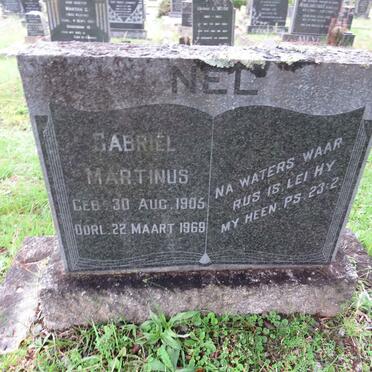 NEL
GABRIËL
MARTINUS
GEB. 30 AUG. 1905
OORL. 22 MAART 1969
NA WATERS WAAR
RUS IS, LEI HY
MY HEEN. PS. 23:2